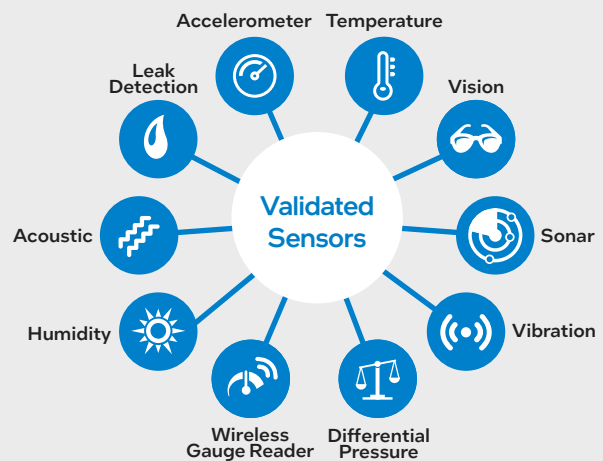 Accelerometer
Temperature
Leak
Detection
Vision
Acoustic
Validated
Sensors
Sonar
Humidity
Vibration
Wireless
Gauge Reader
Differential
Pressure